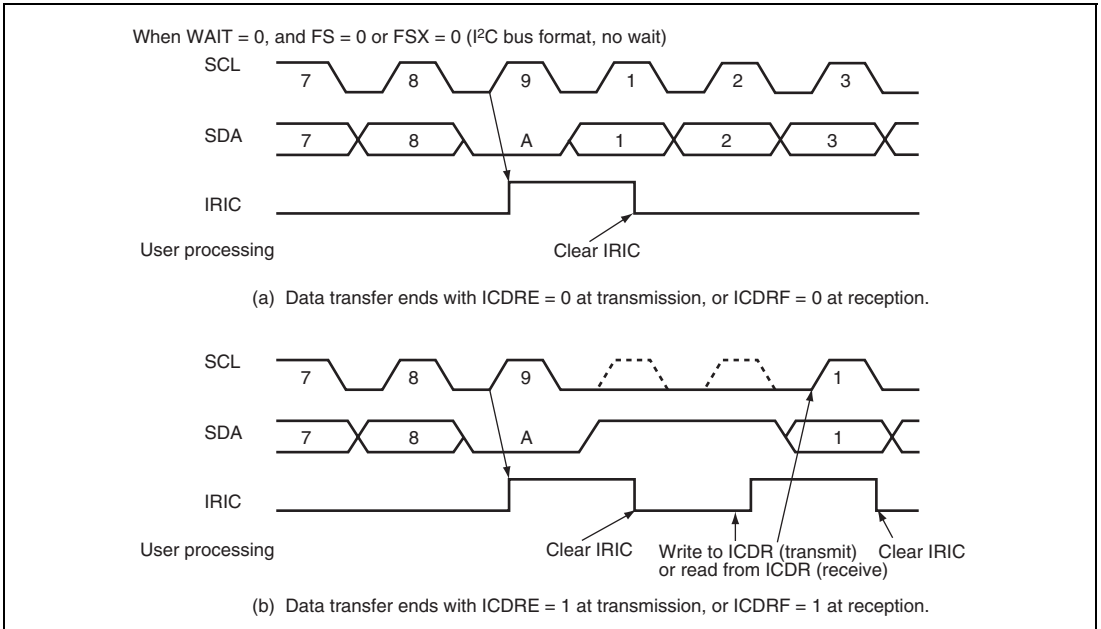 When WAIT = 0, and FS = 0 or FSX = 0 (I²C bus format, no wait)
SCL
7 8 9 1 2 3
SDA
7 8 A 1 2 3
IRIC
User processing
Clear IRIC
(a) Data transfer ends with ICDRE = 0 at transmission, or ICDRF = 0 at reception.
SCL
7 8 9 1
SDA
7 8 A 1
IRIC
User processing
Clear IRIC
Write to ICDR (transmit)
or read from ICDR (receive)
Clear IRIC
(b) Data transfer ends with ICDRE = 1 at transmission, or ICDRF = 1 at reception.